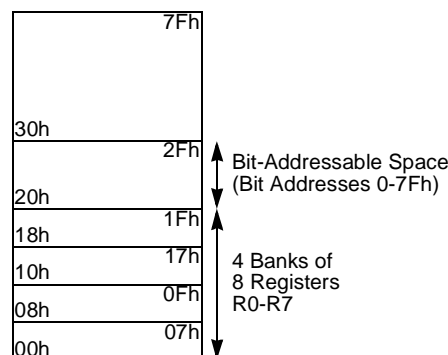 7Fh
30h
2Fh
Bit-Addressable Space
(Bit Addresses 0-7Fh)
20h
1Fh
18h
17h
4 Banks of
8 Registers
R0-R7
10h
0Fh
08h
07h
00h